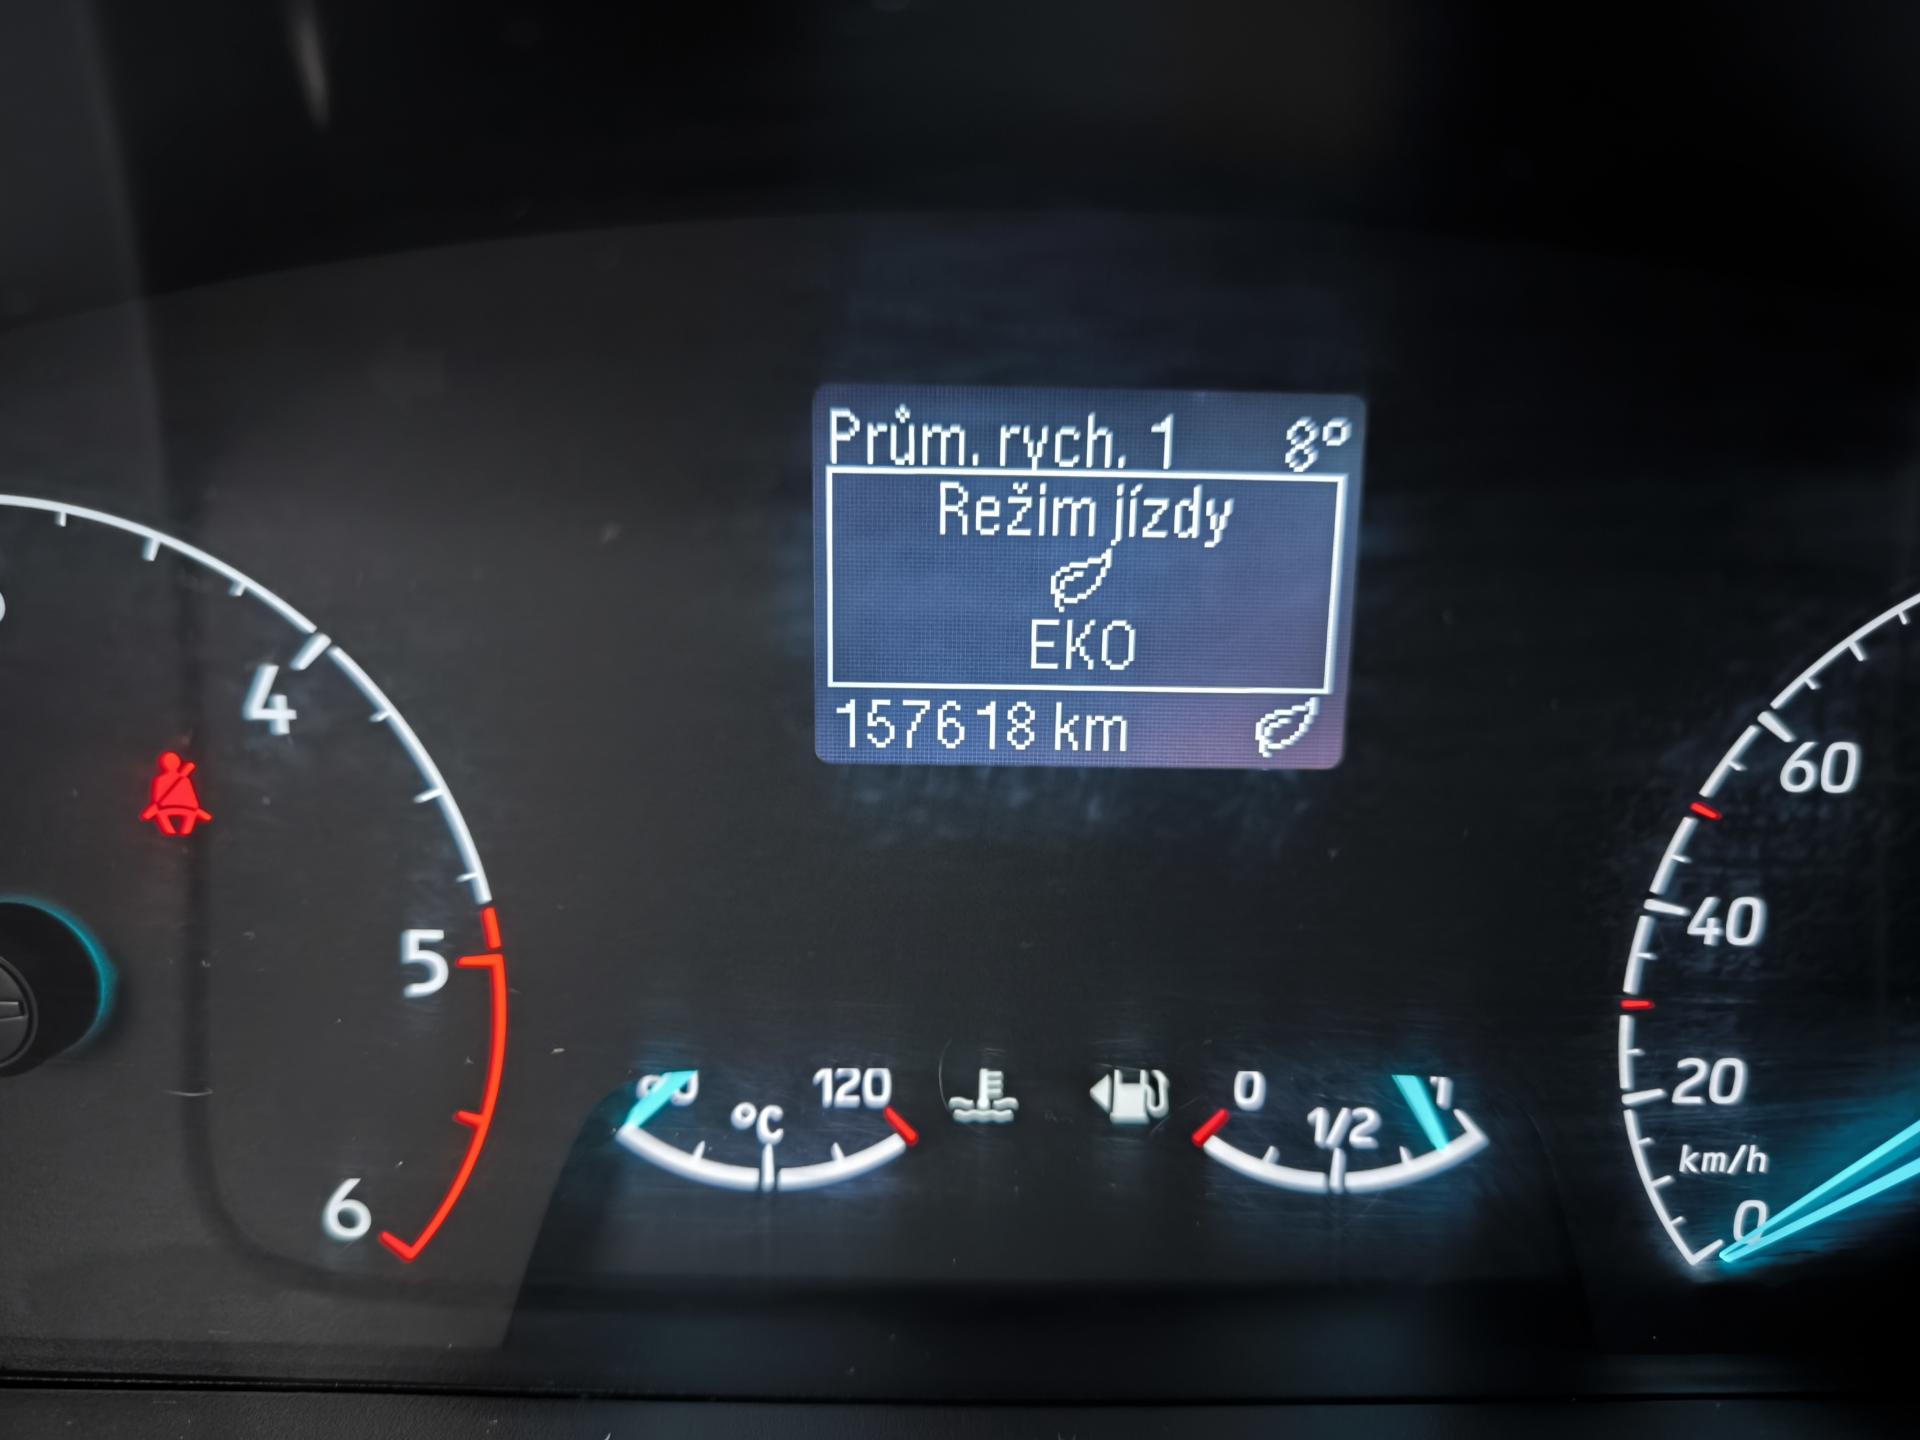 Prům. rych. 1 8°
Režim jízdy
EKO
157618 km
4
5
6
120
°C
0
1/2
1
60
40
20
km/h
0